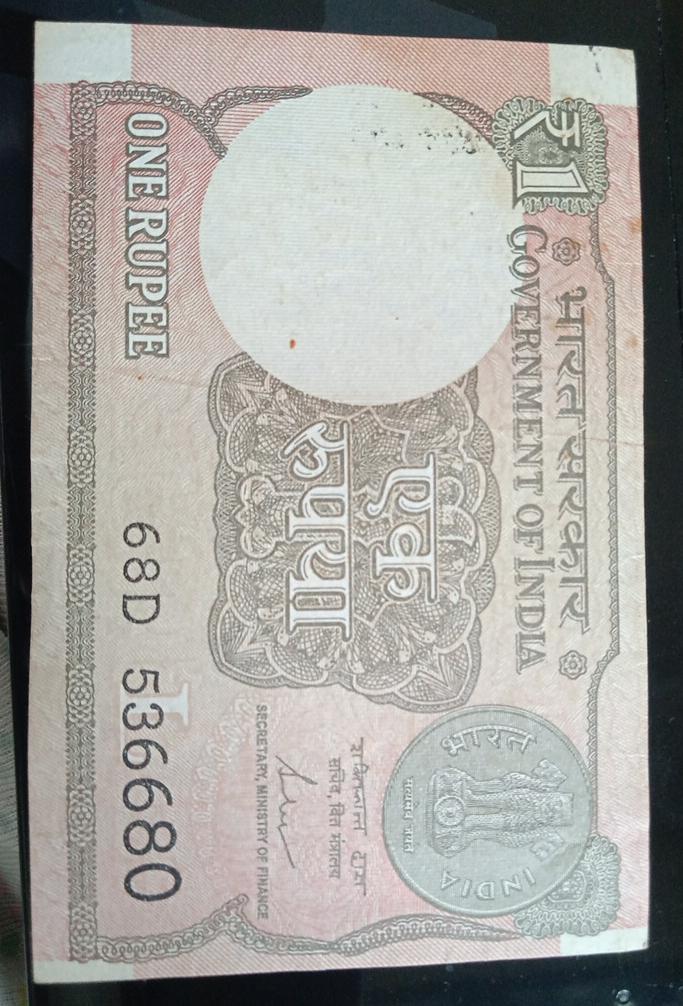 ₹1
भारत सरकार
GOVERNMENT OF INDIA
भारत
सत्यमेव जयते
INDIA
एक
रुपया
शक्तिकान्त दास
सचिव, वित्त मंत्रालय
SECRETARY, MINISTRY OF FINANCE
ONE RUPEE
L
68D 536680